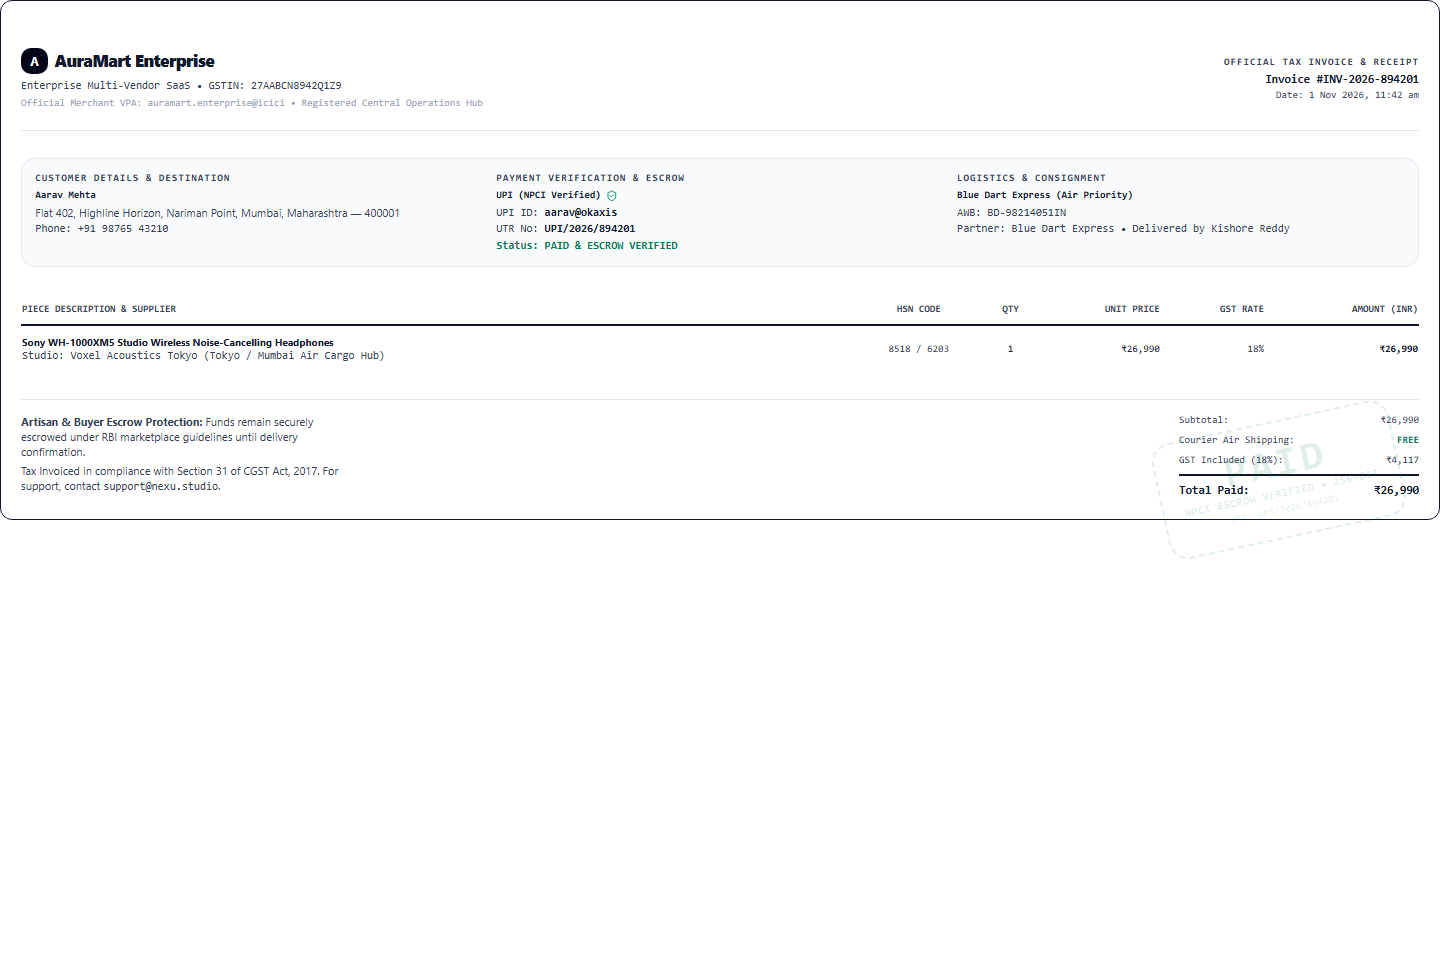 A AuraMart Enterprise
Enterprise Multi-Vendor SaaS • GSTIN: 27AABCN8942Q1Z9
Official Merchant VPA: auramart.enterprise@icici • Registered Central Operations Hub
OFFICIAL TAX INVOICE & RECEIPT
Invoice #INV-2026-894201
Date: 1 Nov 2026, 11:42 am
CUSTOMER DETAILS & DESTINATION
Aarav Mehta
Flat 402, Highline Horizon, Nariman Point, Mumbai, Maharashtra — 400001
Phone: +91 98765 43210
PAYMENT VERIFICATION & ESCROW
UPI (NPCI Verified)
UPI ID: aarav@okaxis
UTR No: UPI/2026/894201
Status: PAID & ESCROW VERIFIED
LOGISTICS & CONSIGNMENT
Blue Dart Express (Air Priority)
AWB: BD-98214051IN
Partner: Blue Dart Express • Delivered by Kishore Reddy
PIECE DESCRIPTION & SUPPLIER HSN CODE QTY UNIT PRICE GST RATE AMOUNT (INR)
Sony WH-1000XM5 Studio Wireless Noise-Cancelling Headphones
Studio: Voxel Acoustics Tokyo (Tokyo / Mumbai Air Cargo Hub) 8518 / 6203 1 ₹26,990 18% ₹26,990
Artisan & Buyer Escrow Protection: Funds remain securely
escrowed under RBI marketplace guidelines until delivery
confirmation.
Tax Invoiced in compliance with Section 31 of CGST Act, 2017. For
support, contact support@nexu.studio.
Subtotal: ₹26,990
Courier Air Shipping: FREE
GST Included (18%): ₹4,117
Total Paid: ₹26,990
PAID
NPCI ESCROW VERIFIED • 256-BIT
UPI/2026/894201